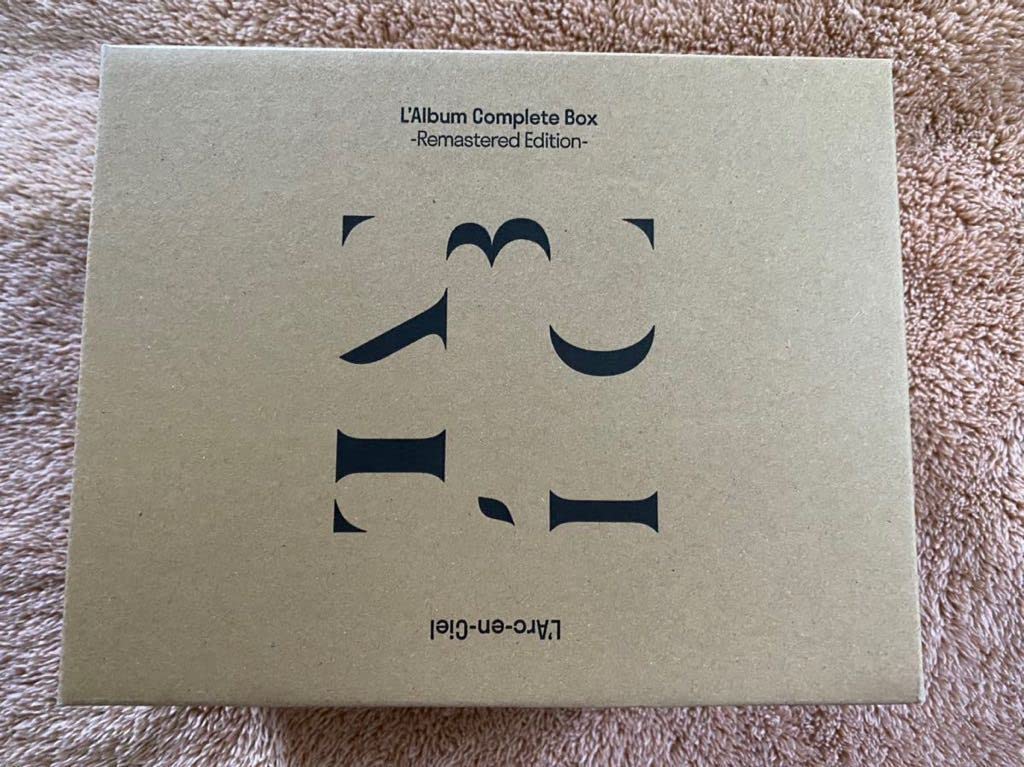 L'Album Complete Box
-Remastered Edition-
L'Arc-en-Ciel